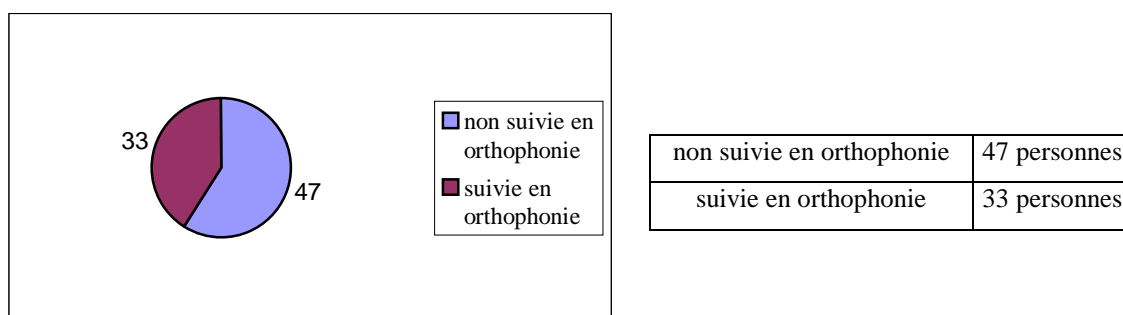 33
47
non suivie en
orthophonie
suivie en
orthophonie
non suivie en orthophonie 47 personnes
suivie en orthophonie 33 personnes